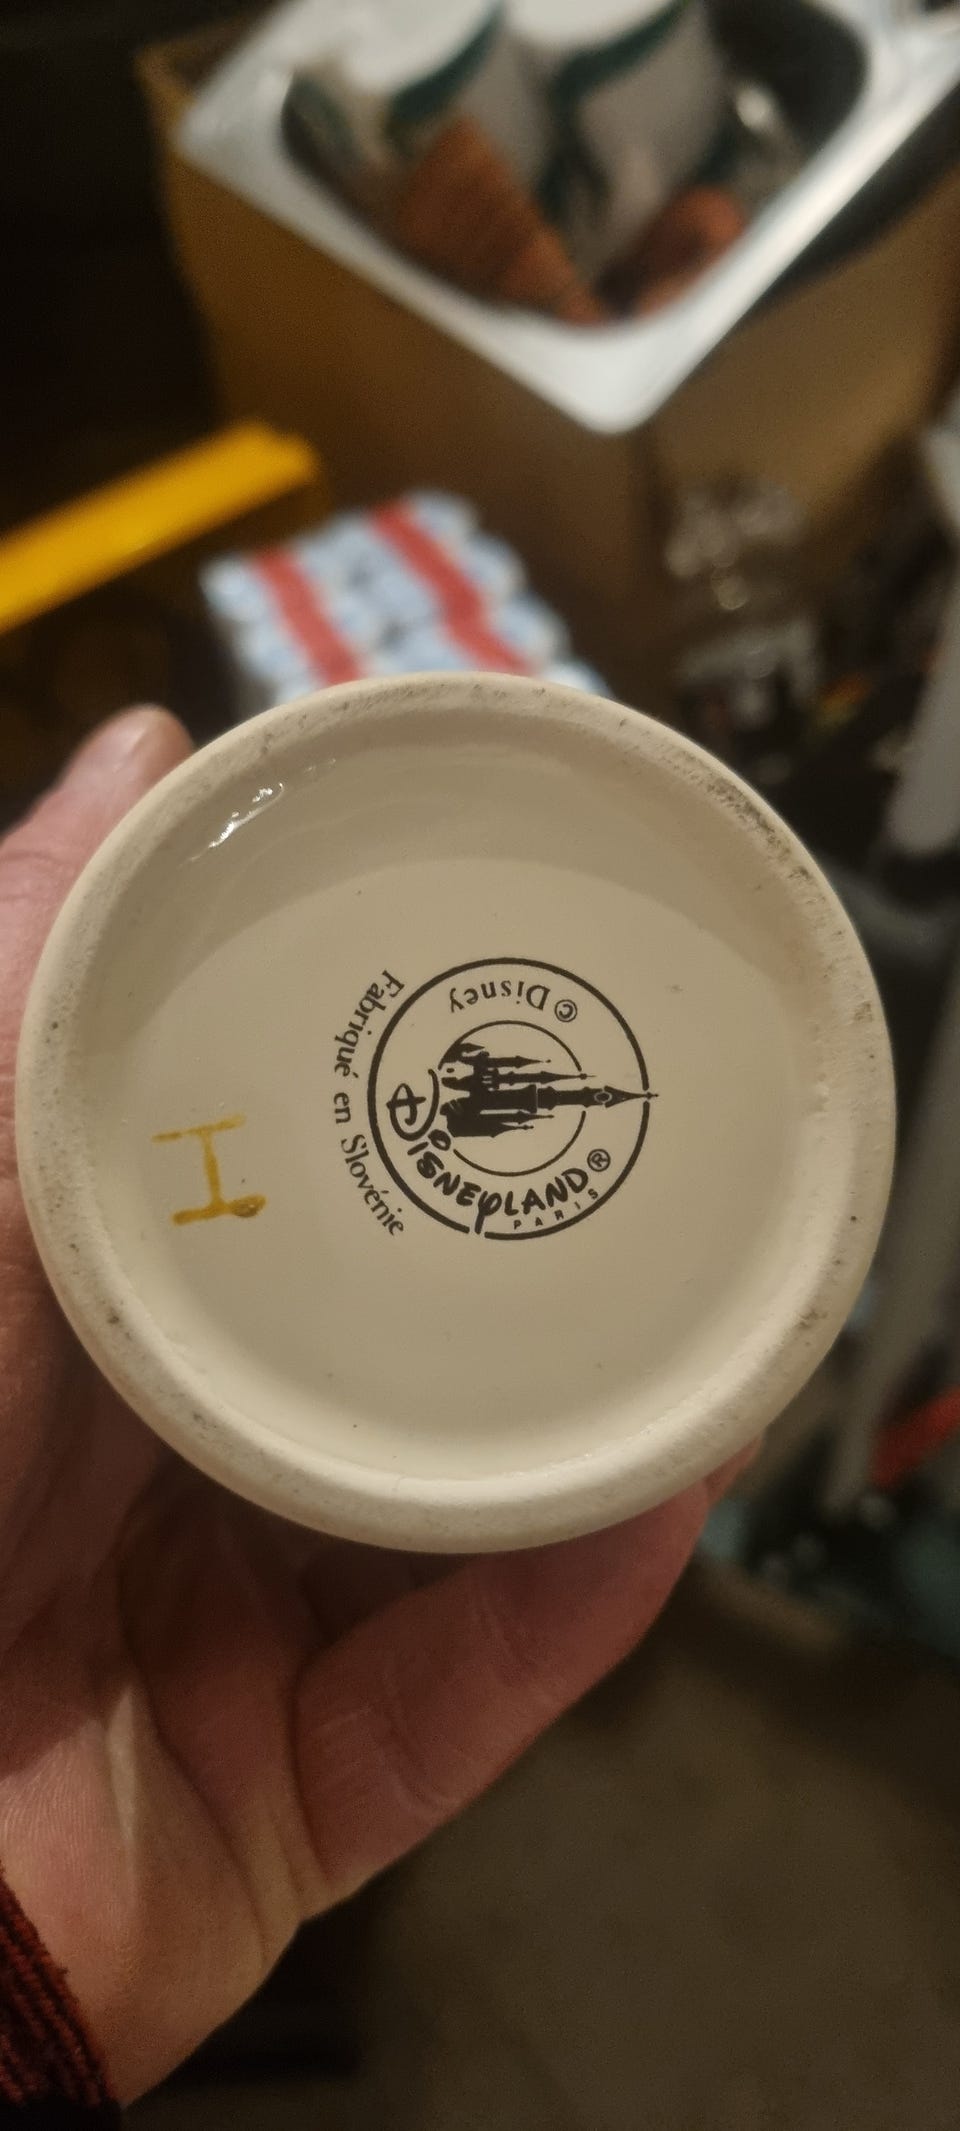 © Disney
DISNEYLAND®
PARIS
Fabriqué en Slovénie
H